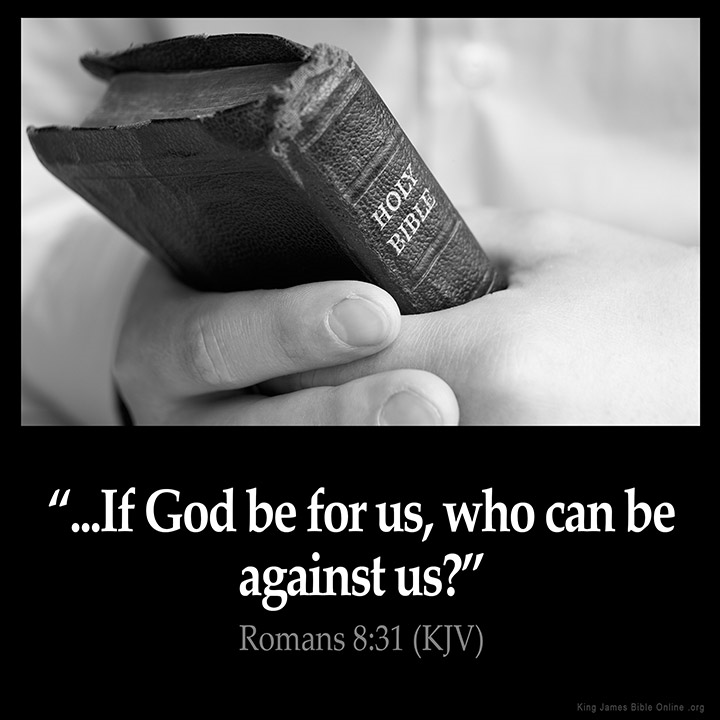 HOLY
BIBLE
“...If God be for us, who can be
against us?”
Romans 8:31 (KJV)
King James Bible Online .org